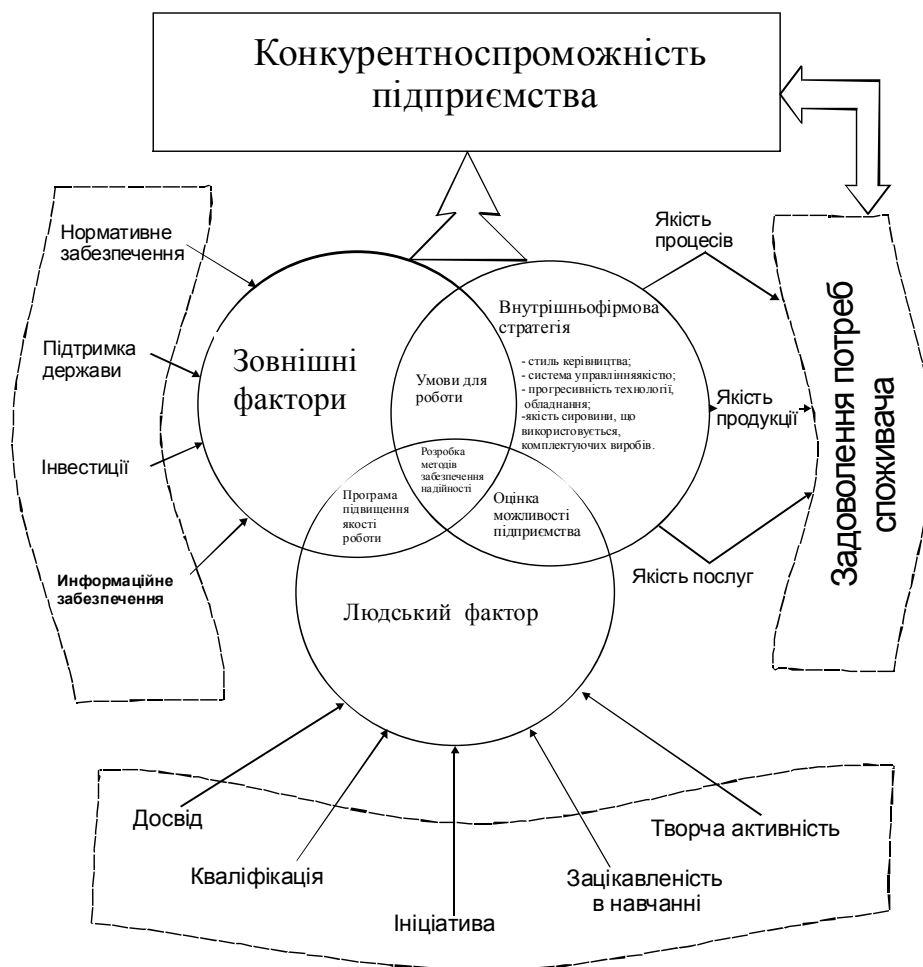 Конкурентноспроможність
підприємства
Нормативне
забезпечення
Підтримка
держави
Інвестиції
Информаційне
забезпечення
Зовнішні
фактори
Умови для
роботи
Внутрішньофірмова
стратегія
- стиль керівництва;
- система управлінняякістю;
- прогресивність технології,
обладнання;
-якість сировини, що
використовується,
комплектуючих виробів.
Розробка
методів
забезпечення
надійності
Програма
підвищення
якості
роботи
Оцінка
можливості
підприємства
Людський фактор
Якість
процесів
Якість
продукції
Якість послуг
Задоволення потреб
споживача
Досвід
Кваліфікація
Ініціатива
Зацікавленість
в навчанні
Творча активність